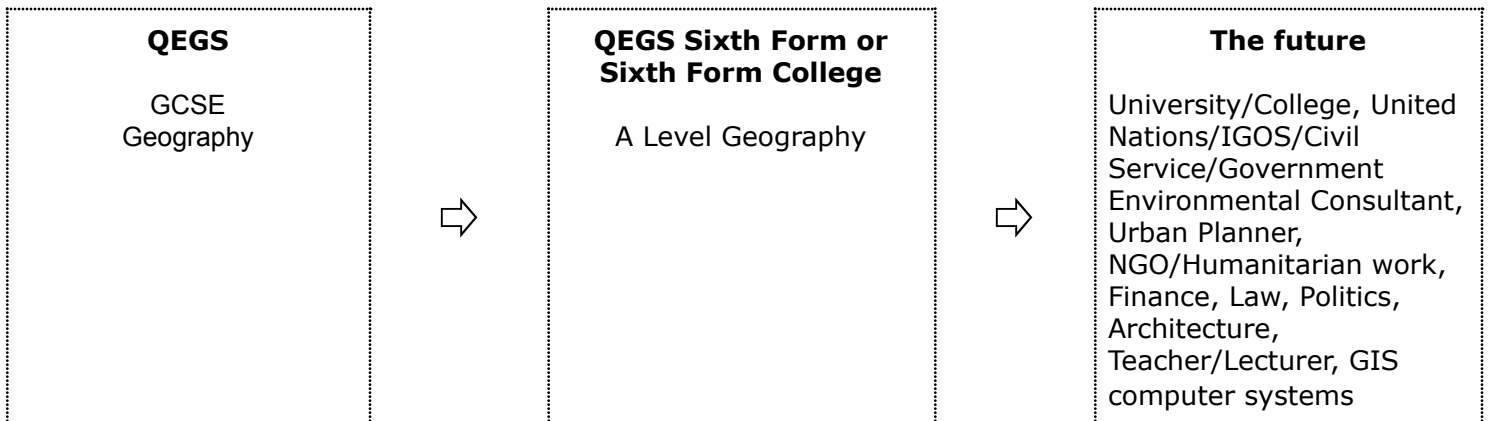 QEGS
GCSE
Geography
QEGS Sixth Form or
Sixth Form College
A Level Geography
The future
University/College, United
Nations/IGOS/Civil
Service/Government
Environmental Consultant,
Urban Planner,
NGO/Humanitarian work,
Finance, Law, Politics,
Architecture,
Teacher/Lecturer, GIS
computer systems